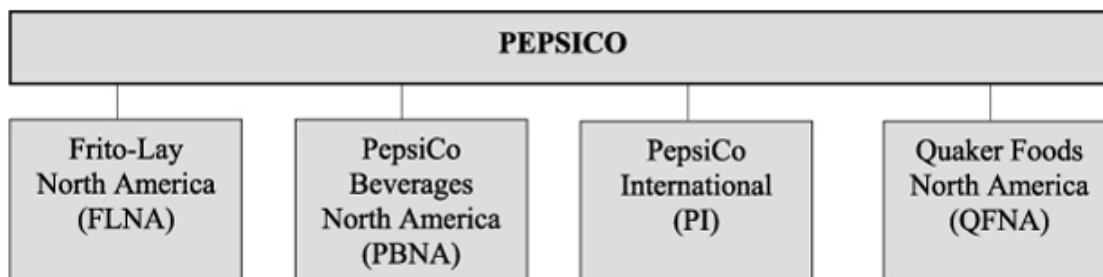 PEPSICO
Frito-Lay
North America
(FLNA)
PepsiCo
Beverages
North America
(PBNA)
PepsiCo
International
(PI)
Quaker Foods
North America
(QFNA)